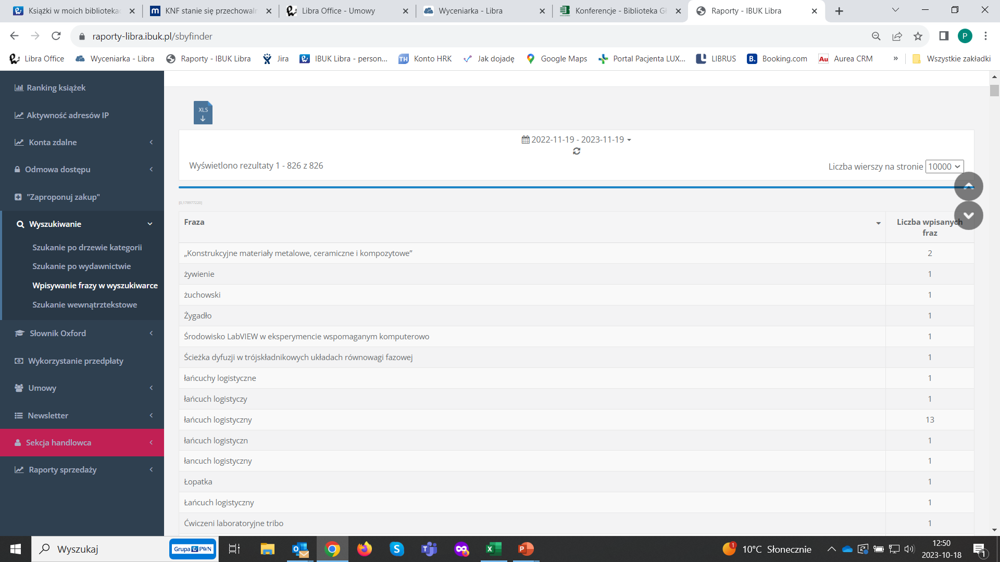 Książki w moich biblioteka
KNF stanie się przechowaln
Libra Office - Umowy
Wyceniarka - Libra
Konferencje - Biblioteka Gł
Raporty - IBUK Libra
raporty-libra.ibuk.pl/sbyfinder
P
Libra Office
Wyceniarka - Libra
Raporty - IBUK Libra
Jira
IBUK Libra - person...
TH Konto HRK
Jak dojadę
Google Maps
Portal Pacjenta LUX...
LIBRUS
B. Booking.com
Au Aurea CRM
»
Wszystkie zakładki
Ranking książek
Aktywność adresów IP
Konta zdalne
Odmowa dostępu
"Zaproponuj zakup"
Wyszukiwanie
Szukanie po drzewie kategorii
Szukanie po wydawnictwie
Wpisywanie frazy w wyszukiwarce
Szukanie wewnątrztekstowe
Słownik Oxford
Wykorzystanie przedpłaty
Umowy
Newsletter
Sekcja handlowca
Raporty sprzedaży
XLS
2022-11-19 - 2023-11-19
Wyświetlono rezultaty 1 - 826 z 826
Liczba wierszy na stronie 10000
[0,178977220]
Fraza
Liczba wpisanych
fraz
„Konstrukcyjne materiały metalowe, ceramiczne i kompozytowe” 2
żywienie 1
żuchowski 1
Żygadło 1
Środowisko LabVIEW w eksperymencie wspomaganym komputerowo 1
Ścieżka dyfuzji w trójskładnikowych układach równowagi fazowej 1
łańcuchy logistyczne 1
łańcuch logistyczy 1
łańcuch logistyczny 13
łańcuch logistyczn 1
łancuch logistyczny 1
Łopatka 1
Łańcuch logistyczny 1
Ćwiczeni laboratoryjne tribo 1
Wyszukaj
Grupa PWN
1
10°C Słonecznie
12:50
2023-10-18
1